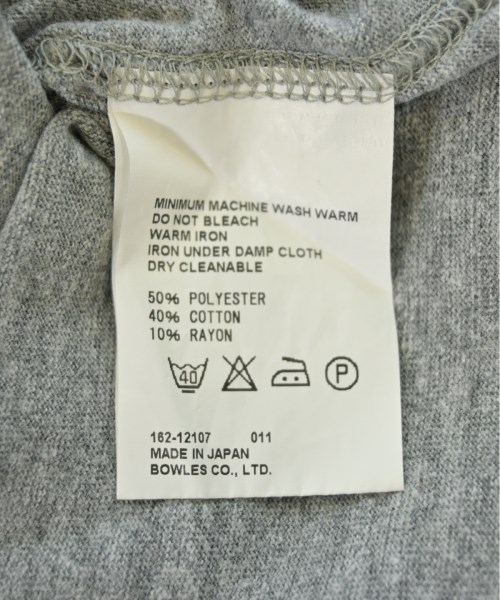 MINIMUM MACHINE WASH WARM
DO NOT BLEACH
WARM IRON
IRON UNDER DAMP CLOTH
DRY CLEANABLE
50% POLYESTER
40% COTTON
10% RAYON
40 P
162-12107 011
MADE IN JAPAN
BOWLES CO., LTD.